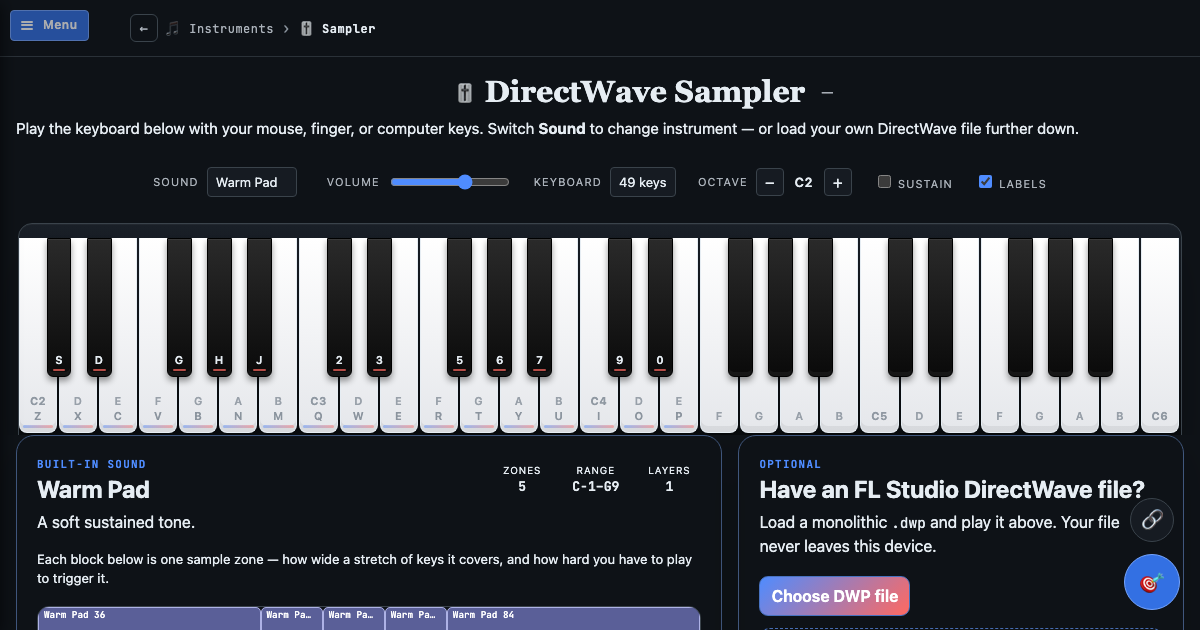 Menu
← Instruments › Sampler
DirectWave Sampler –
Play the keyboard below with your mouse, finger, or computer keys. Switch Sound to change instrument — or load your own DirectWave file further down.
SOUND Warm Pad VOLUME KEYBOARD 49 keys OCTAVE − C2 + SUSTAIN LABELS
S D G H J 2 3 5 6 7 9 0
C2 D E F G A B C3 D E F G A B C4 D E
Z X C V B N M Q W E R T Y U I O P F G A B C5 D E F G A B C6
BUILT-IN SOUND
Warm Pad
A soft sustained tone.
ZONES RANGE LAYERS
5 C-1–G9 1
Each block below is one sample zone — how wide a stretch of keys it covers, and how hard you have to play
to trigger it.
Warm Pad 36 Warm Pa… Warm Pa… Warm Pa… Warm Pad 84
OPTIONAL
Have an FL Studio DirectWave file?
Load a monolithic .dwp and play it above. Your file
never leaves this device.
Choose DWP file